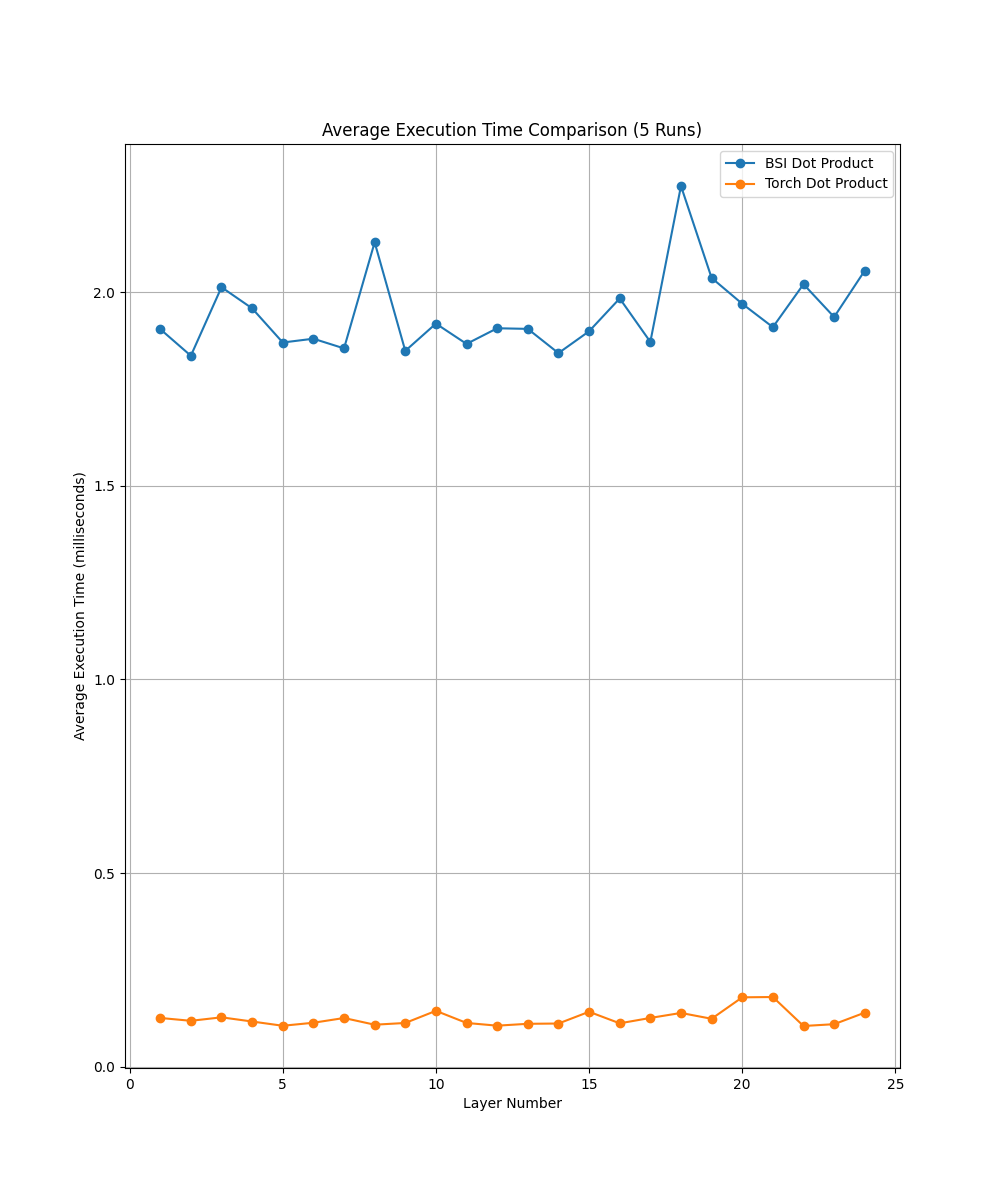 Average Execution Time Comparison (5 Runs)
BSI Dot Product
Torch Dot Product
Average Execution Time (milliseconds)
2.0
1.5
1.0
0.5
0.0
0 5 10 15 20 25
Layer Number